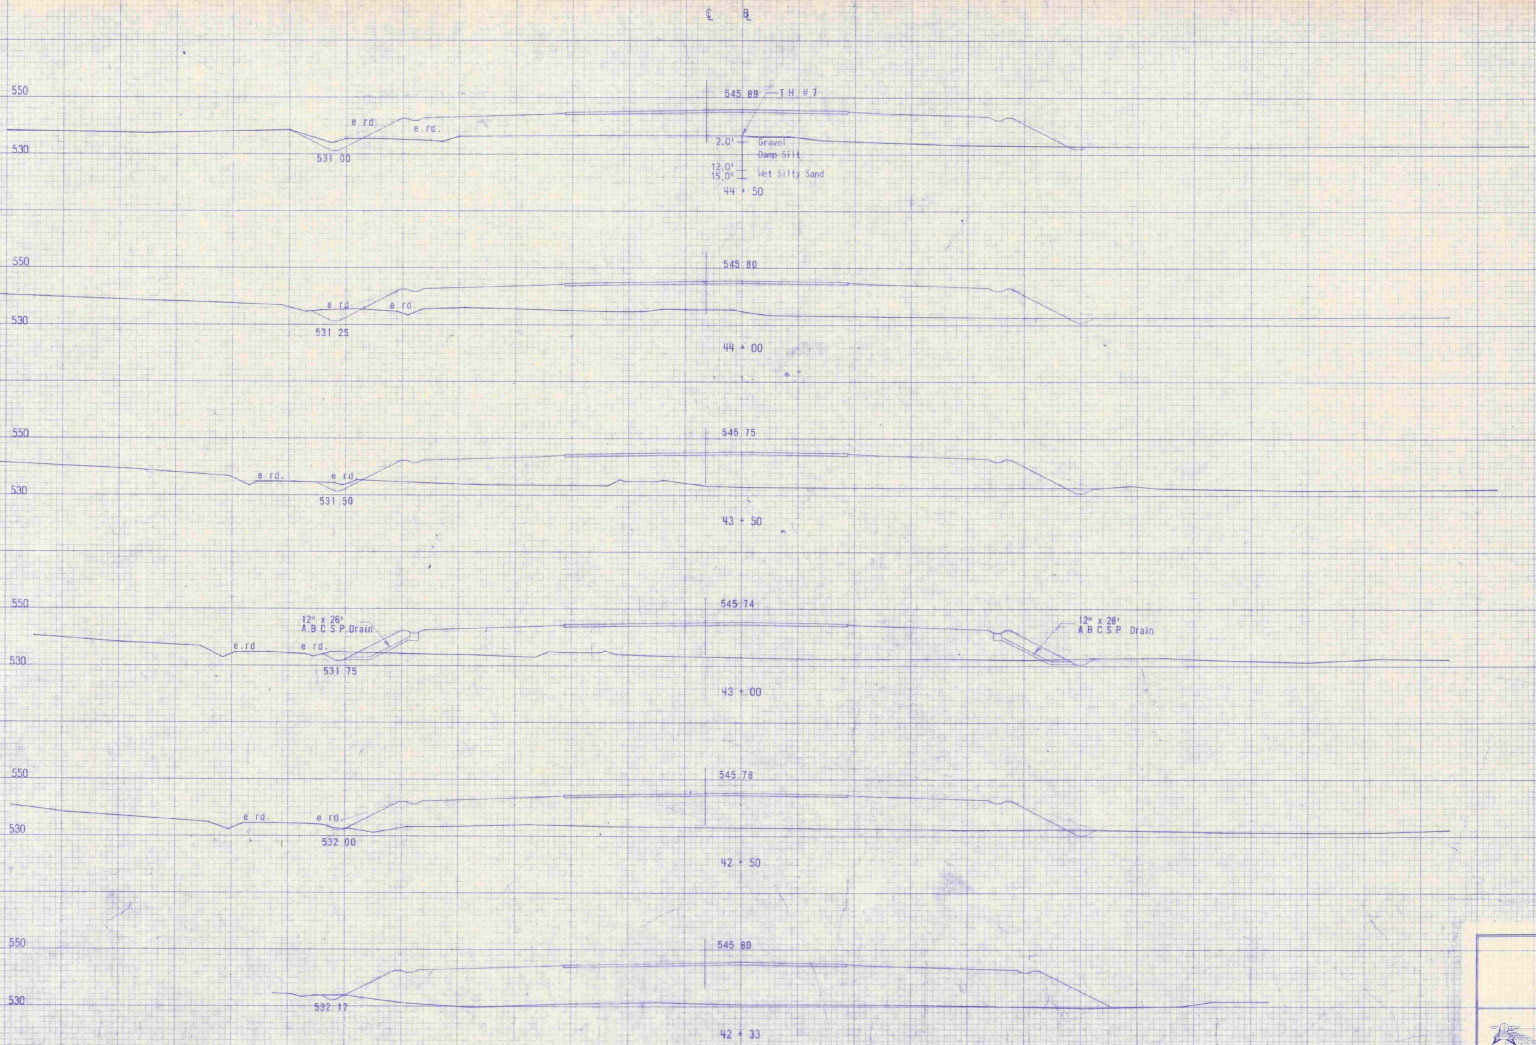 ℄ B̵L
550
545.89 T H # 7
e rd.
e.rd.
2.0' Gravel
Damp Silt
530
531 00
12.0'
15.0' Wet Silty Sand
44 + 50
550
545.80
e rd. e rd
530
531 25
44 + 00
550
545 75
e rd. e rd
530
531.50
43 + 50
550
545.74
12" x 26'
A.B C S P. Drain
12" x 28'
A B C S P Drain
e.rd e rd.
530
531 75
43 + 00
550
545.78
e rd. e rd.
530
532 00
42 + 50
550
545 80
530
532 17
42 + 33